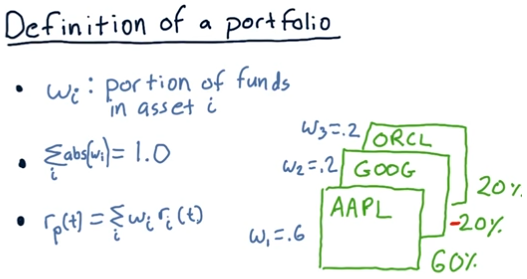 Definition of a portfolio
• wi : portion of funds
in asset i
• ∑i abs(wi) = 1.0
• rp(t) = ∑i wi ri(t)
w3=.2 ORCL
w2=.2 GOOG
20%
AAPL
-20%
w1=.6
60%